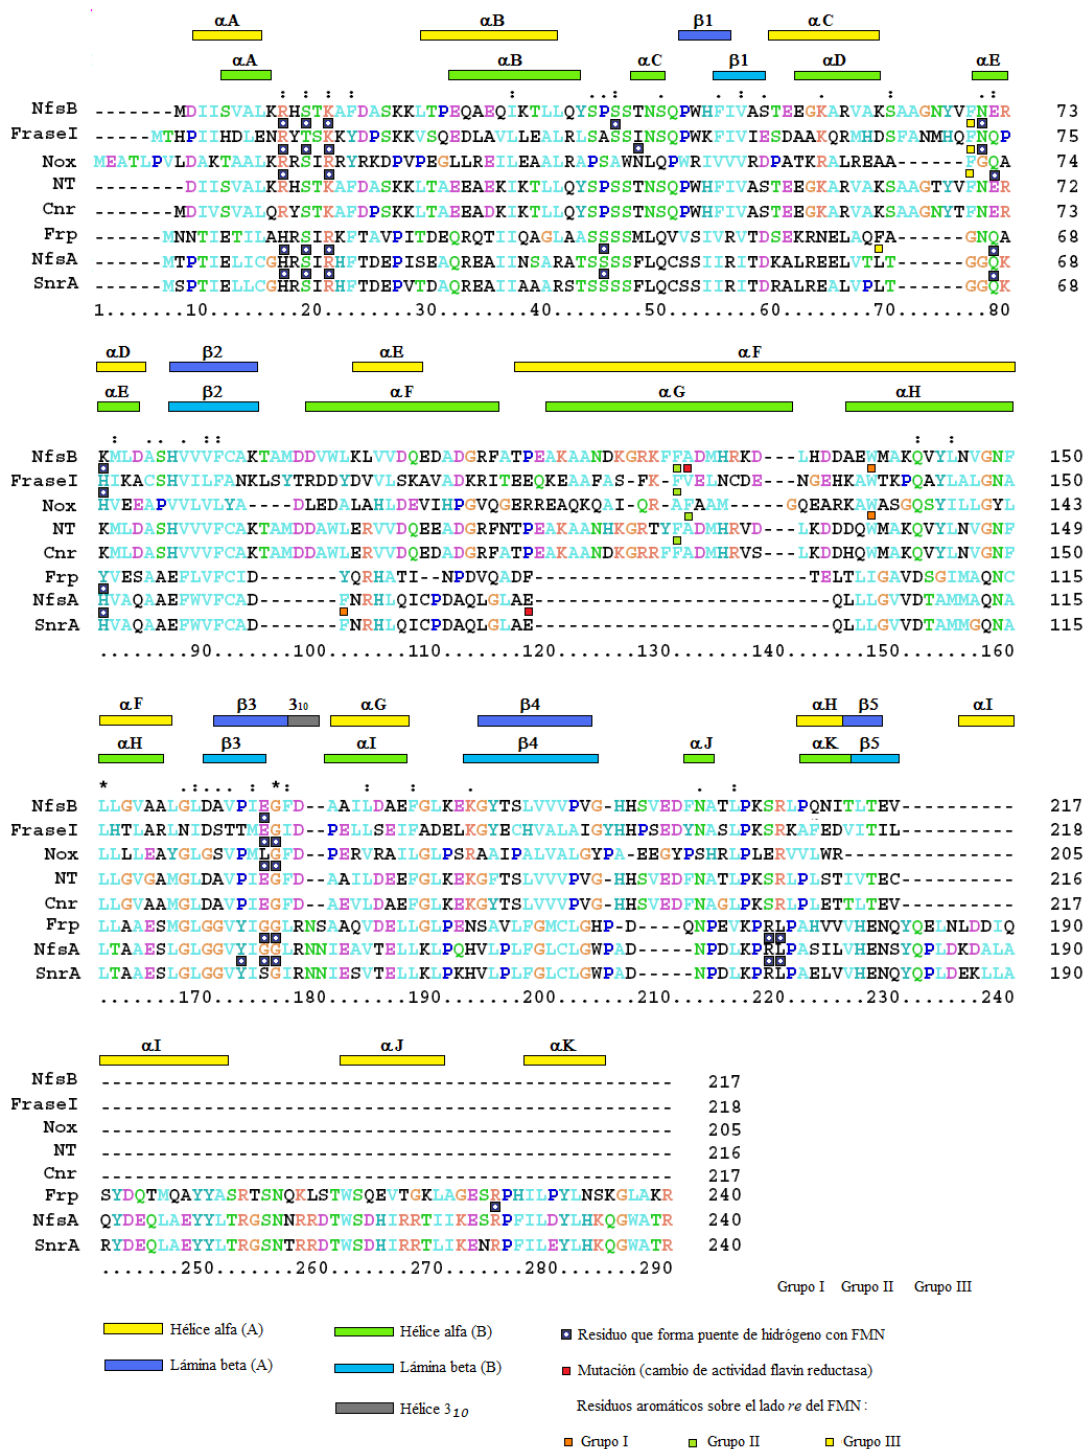 αA αB β1 αC
αA αB αC β1 αD αE
: : : : . . : . : . :
NfsB -------MDIISVALKRHSTKAFDASKKLTPEQAEQIKTLLQYSPSSTNSQPWHFIVASTEEGKARVAKSAAGNYVFNER 73
FraseI -----MTHPIIHDLENRYTSKKYDPSKKVSQEDLAVLLEALRLSASSINSQPWKFIVIESDAAKQRMHDSFANMHQFNQP 75
Nox MEATLPVLDAKTAALKRRSIRRYRKDPVPEGLLREILEAALRAPSAWNLQPWRIVVVRDPATKRALREAA------FGQA 74
NT --------DIISVALKRHSTKAFDASKKLTAEEAEKIKTLLQYSPSSTNSQPWHFIVASTEEGKARVAKSAAGTYVFNER 72
Cnr -------MDIVSVALQRYSTKAFDPSKKLTAEEADKIKTLLQYSPSSTNSQPWHFIVASTEEGKARVAKSAAGNYTFNER 73
Frp ------MNNTIETILAHRSIRKFTAVPITDEQRQTIIQAGLAASSSSMLQVVSIVRVTDSEKRNELAQFA------GNQA 68
NfsA ------MTPTIELICGHRSIRHFTDEPISEAQREAIINSARATSSSSFLQCSSIIRITDKALREELVTLT------GGQK 68
SnrA ------MSPTIELLCGHRSIRHFTDEPVTDAQREAIIAAARSTSSSSFLQCSSIIRITDRALREALVPLT------GGQK 68
1.......10........20........30........40........50........60........70........80
αD β2 αE αF
αE β2 αF αG αH
: . . . : : : .
NfsB KMLDASHVVVFCAKTAMDDVWLKLVVDQEDADGRFATPEAKAANDKGRKFFADMHRKD---LHDDAEWMAKQVYLNVGNF 150
FraseI HIKACSHVILFANKLSYTRDDYDVVLSKAVADKRITEEQKEAAFAS-FK-FVELNCDE---NGEHKAWTKPQAYLALGNA 150
Nox HVEEAPVVLVLYA---DLEDALAHLDEVIHPGVQGERREAQKQAI-QR-AFAAM----GQEARKAWASGQSYILLGYL 143
NT KMLDASHVVVFCAKTAMDDAWLERVVDQEEADGRFNTPEAKAANHKGRTYFADMHRVD---LKDDDQWMAKQVYLNVGNF 149
Cnr KMLDASHVVVFCAKTAMDDAWLERVVDQEDADGRFATPEAKAANDKGRRFFADMHRVS---LKDDHQWMAKQVYLNVGNF 150
Frp YVESAAEFLVFCID-------YQRHATI--NPDVQADF------------------------TELTLIGAVDSGIMAQNC 115
NfsA HVAQAAEFWVFCAD-------FNRHLQICPDAQLGLAE--------------------------QLLLGVVDTAMMAQNA 115
SnrA HVAQAAEFWVFCAD-------FNRHLQICPDAQLGLAE--------------------------QLLLGVVDTAMMGQNA 115
........90.......100.......110.......120.......130.......140.......150.......160
αF β3 3₁₀ αG β4 αH β5 αI
αH β3 αI β4 αJ αK β5
* . : . . : * . : . : . :
NfsB LLGVAALGLDAVPIEGFD--AAILDAEFGLKEKGYTSLVVVPVG-HHSVEDFNATLPKSRLPQNITLTEV---------- 217
FraseI LHTLARLNIDSTTMEGID--PELLSEIFADELKGYECHVALAIGYHHPSEDYNASLPKSRKAFEDVITIL---------- 218
Nox LLLLEAYGLGSVPMLGFD--PERVRAILGLPSRAAIPALVALGYPA-EEGYPSHRLPLERVVLWR--------------- 205
NT LLGVGAMGLDAVPIEGFD--AAILDEEFGLKEKGFTSLVVVPVG-HHSVEDFNATLPKSRLPLSTIVTEC---------- 216
Cnr LLGVAAMGLDAVPIEGFD--AAILDEEFGLKEKGYTSLVVVPVG-HHSVEDFNAGLPKSRLPLETTLTEV---------- 217
Frp LLAAESMGLGGVYIGGLRNSAAQVDELLGLPENSAVLFGMCLGHP--D--QNPEVKPRLPAHVVVHENQYQELNLDDIQ 190
NfsA LTAAESLGLGGVYIGGLRNNIEAVTELLKLPQHVLPLFGLCLGWPAD---NPDLKPRLPASILVHENSYQPLDKDALA 190
SnrA LTAAESLGLGGVYISGIRNNIESVTELLKLPKHVLPLFGLCLGWPAD---NPDLKPRLPAELVVHENQYQPLDEKLLA 190
.......170.......180.......190.......200.......210.......220.......230.......240
αI αJ αK
NfsB -------------------------------------------------- 217
FraseI -------------------------------------------------- 218
Nox -------------------------------------------------- 205
NT -------------------------------------------------- 216
Cnr -------------------------------------------------- 217
Frp SYDQTMQAYYASRTSNQKLSTWSQEVTGKLAGESRPHILPYLNSKGLAKR 240
NfsA QYDEQLAEYYLTRGSNNRRDTWSDHIRRTIIKESRPFILDYLHKQGWATR 240
SnrA RYDEQLAEYYLTRGSNTRRDTWSDHIRRTLIKENRPFILEYLHKQGWATR 240
.......250.......260.......270.......280.......290
Grupo I Grupo II Grupo III
Hélice alfa (A) Hélice alfa (B) Residuo que forma puente de hidrógeno con FMN
Lámina beta (A) Lámina beta (B) Mutación (cambio de actividad flavin reductasa)
Hélice 3₁₀ Residuos aromáticos sobre el lado re del FMN:
Grupo I Grupo II Grupo III